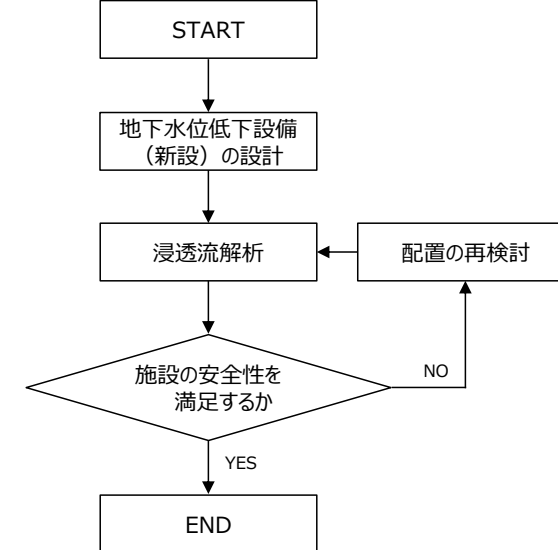 START
地下水位低下設備
（新設）の設計
浸透流解析
配置の再検討
施設の安全性を
満足するか
NO
YES
END